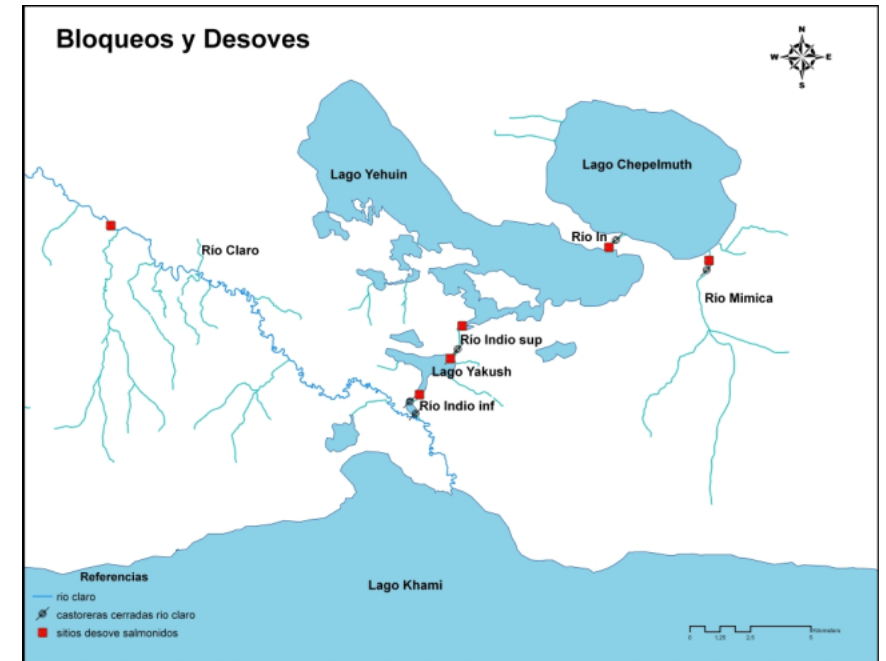 Bloqueos y Desoves
N
W
E
S
Lago Yehuin
Lago Chepelmuth
Río In
Río Claro
Río Mimica
Río Indio sup
Lago Yakush
Río Indio inf
Lago Khami
Referencias
rio claro
castoreras cerradas rio claro
sitios desove salmonidos
0 1,25 2,5 5
Kilometers